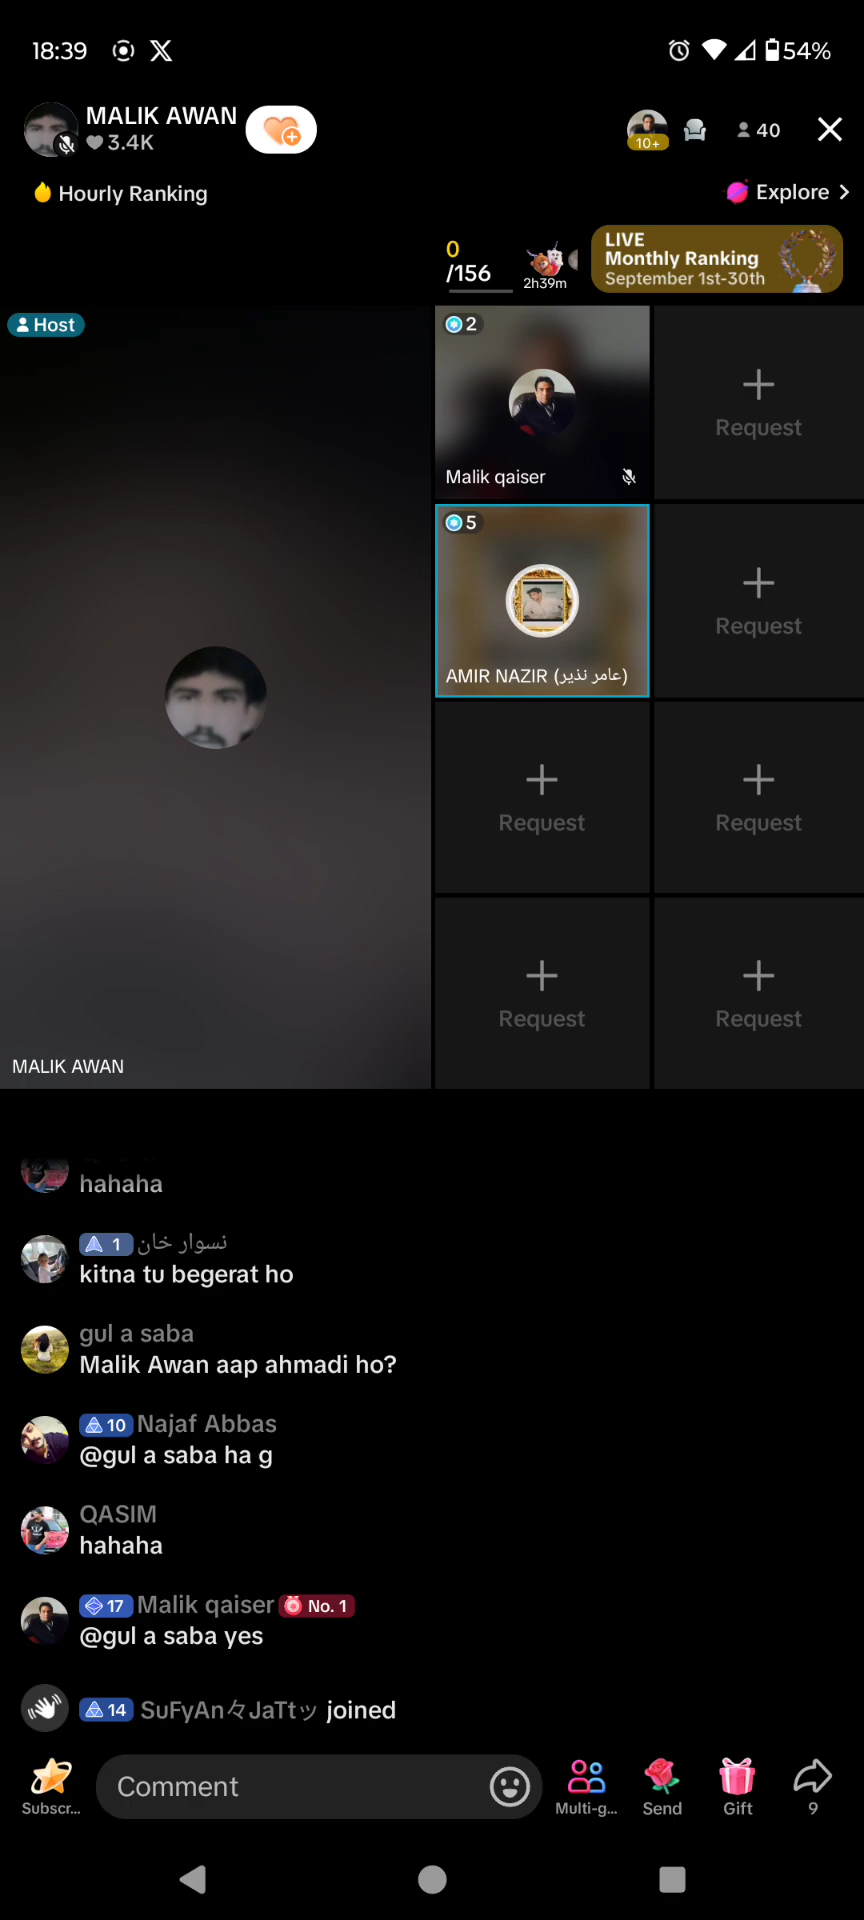 18:39
54%
MALIK AWAN
3.4K
10+
40
Hourly Ranking
Explore
0
/156
2h39m
LIVE
Monthly Ranking
September 1st-30th
Host
2
Malik qaiser
Request
5
AMIR NAZIR (عامر نذیر)
Request
Request
Request
Request
Request
MALIK AWAN
hahaha
1 نسوار خان
kitna tu begerat ho
gul a saba
Malik Awan aap ahmadi ho?
10 Najaf Abbas
@gul a saba ha g
QASIM
hahaha
17 Malik qaiser No. 1
@gul a saba yes
14 SuFyAn々JaTtッ joined
Comment
Subscr...
Multi-g...
Send
Gift
9